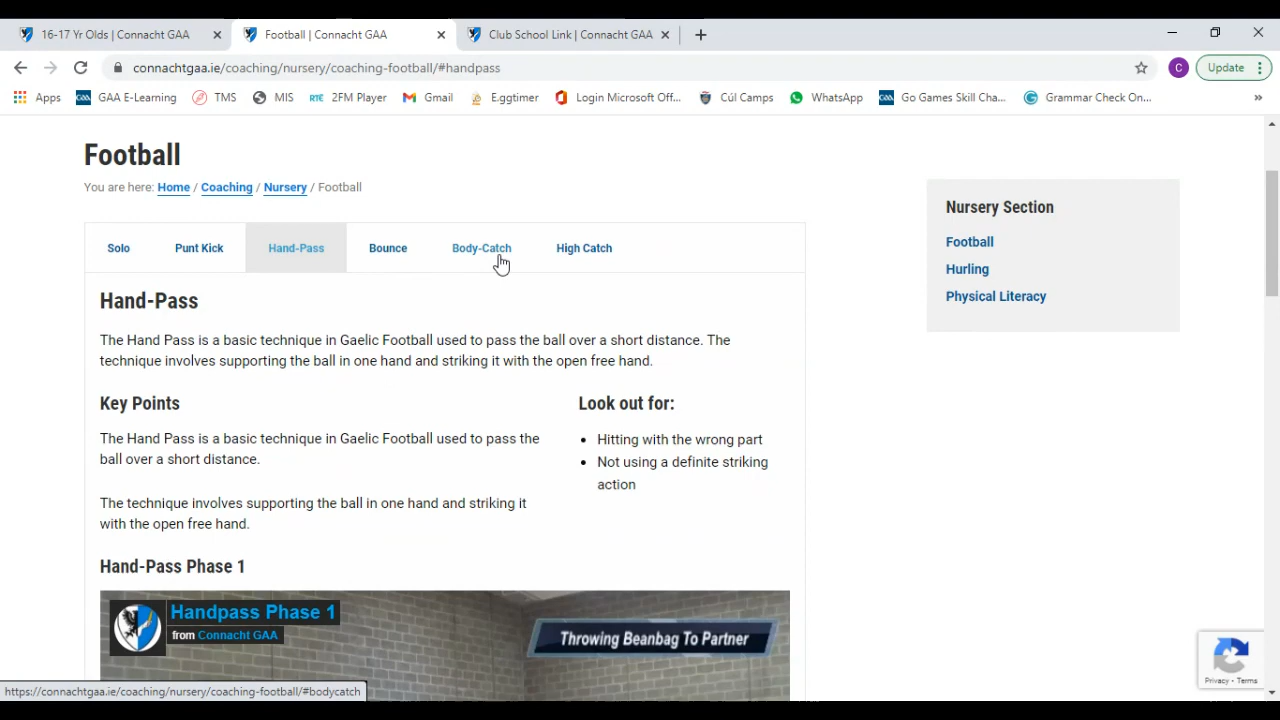 16-17 Yr Olds | Connacht GAA
Football | Connacht GAA
Club School Link | Connacht GAA
connachtgaa.ie/coaching/nursery/coaching-football/#handpass
C
Update
Apps
GAA E-Learning
TMS
MIS
RTÉ 2FM Player
Gmail
E.ggtimer
Login Microsoft Off...
Cúl Camps
WhatsApp
Go Games Skill Cha...
Grammar Check On...
»
Football
You are here: Home / Coaching / Nursery / Football
Solo
Punt Kick
Hand-Pass
Bounce
Body-Catch
High Catch
Hand-Pass
The Hand Pass is a basic technique in Gaelic Football used to pass the ball over a short distance. The
technique involves supporting the ball in one hand and striking it with the open free hand.
Key Points
The Hand Pass is a basic technique in Gaelic Football used to pass the
ball over a short distance.
The technique involves supporting the ball in one hand and striking it
with the open free hand.
Look out for:
• Hitting with the wrong part
• Not using a definite striking
action
Hand-Pass Phase 1
Handpass Phase 1
from Connacht GAA
Throwing Beanbag To Partner
Nursery Section
Football
Hurling
Physical Literacy
Privacy - Terms
https://connachtgaa.ie/coaching/nursery/coaching-football/#bodycatch